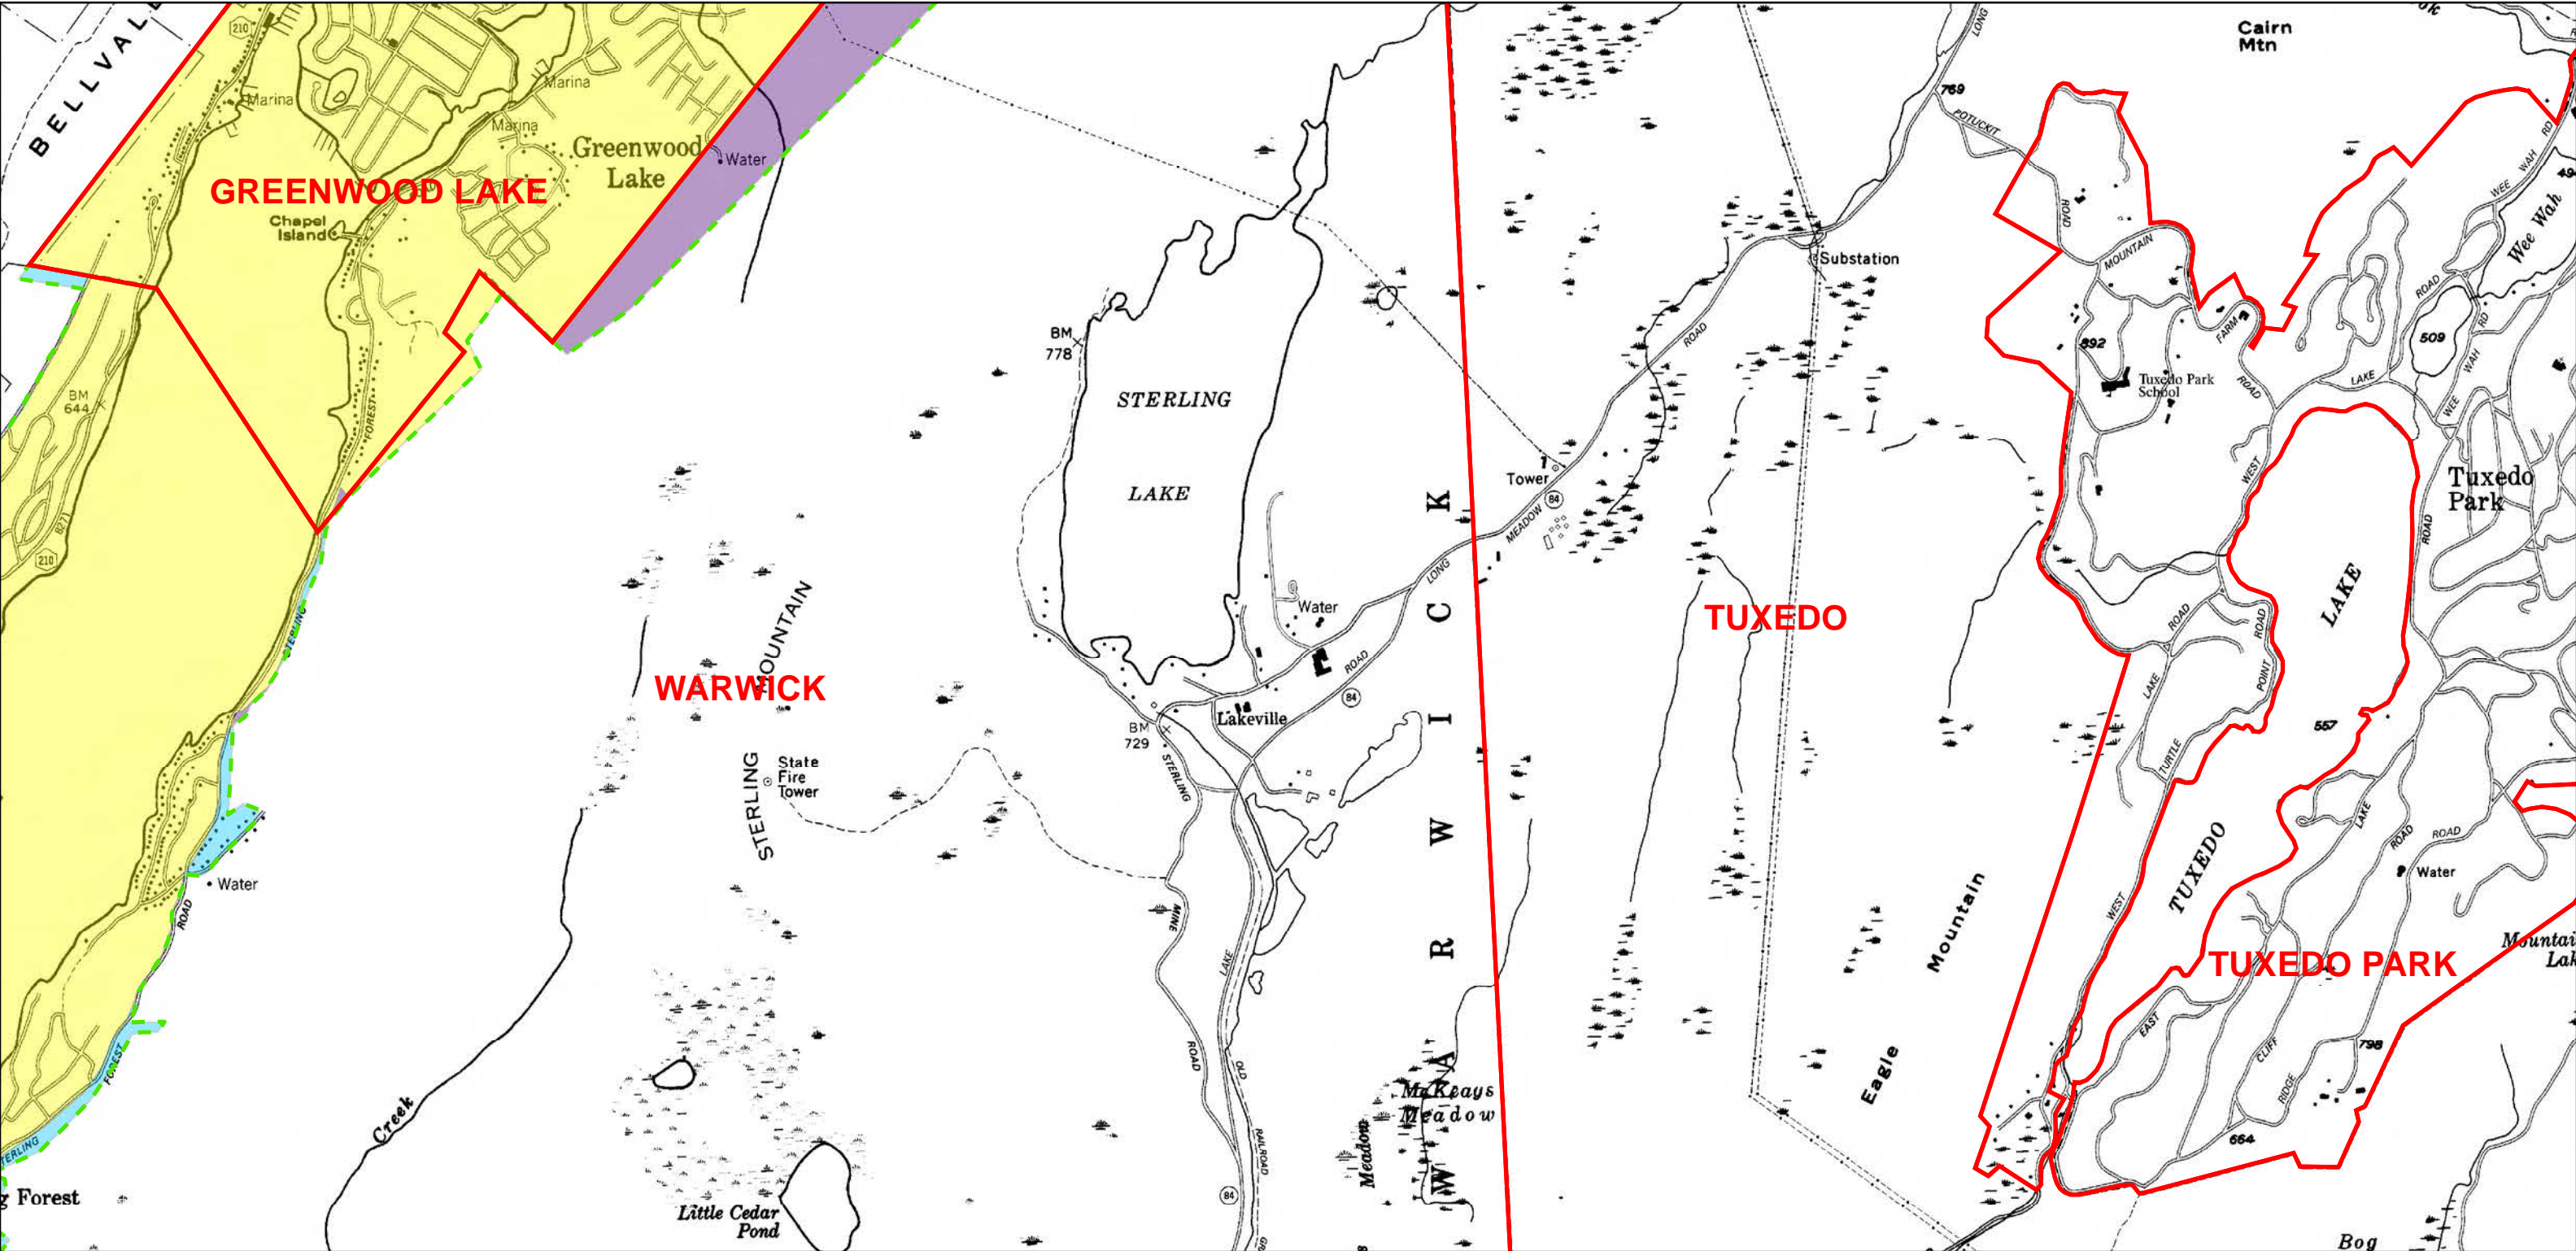 BELLVALE
210
Marina
Marina
Marina
Greenwood
Lake
Water
GREENWOOD LAKE
Chapel
Island
BM
644
FOREST
210
STERLING
Water
ROAD
FOREST
STERLING
Forest
Creek
WARWICK
STERLING
MOUNTAIN
State
Fire
Tower
Little Cedar
Pond
BM
778
STERLING
LAKE
Water
Lakeville
BM
729
STERLING
MINE
ROAD
LAKE
OLD
RAILROAD
84
LONG
ROAD
84
WARWICK
McKeays
Meadow
Meadow
MEADOW
84
Tower
ROAD
Substation
LONG
769
POTUCKIT
ROAD
TUXEDO
Eagle
Mountain
Cairn
Mtn
MOUNTAIN
FARM
ROAD
892
Tuxedo Park
School
LAKE
ROAD
509
WEE WAH
RD
Wee Wah
RD
WAH
WEE
WEST
Tuxedo
Park
ROAD
LAKE
ROAD
ROAD
POINT
LAKE
TURTLE
557
TUXEDO
WEST
LAKE
ROAD
ROAD
Water
TUXEDO PARK
EAST
CLIFF
RIDGE
798
664
Bog